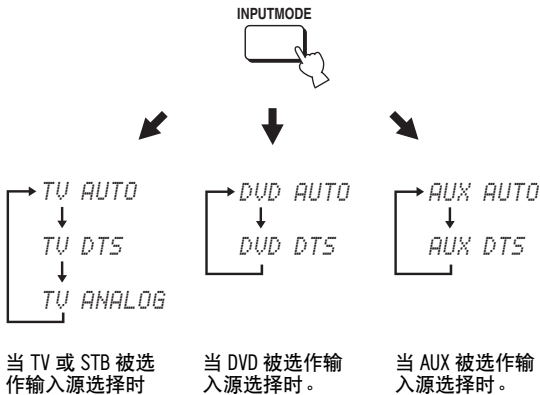 INPUTMODE
TV AUTO
TV DTS
TV ANALOG
当 TV 或 STB 被选
作输入源选择时
DVD AUTO
DVD DTS
当 DVD 被选作输
入源选择时。
AUX AUTO
AUX DTS
当 AUX 被选作输
入源选择时。